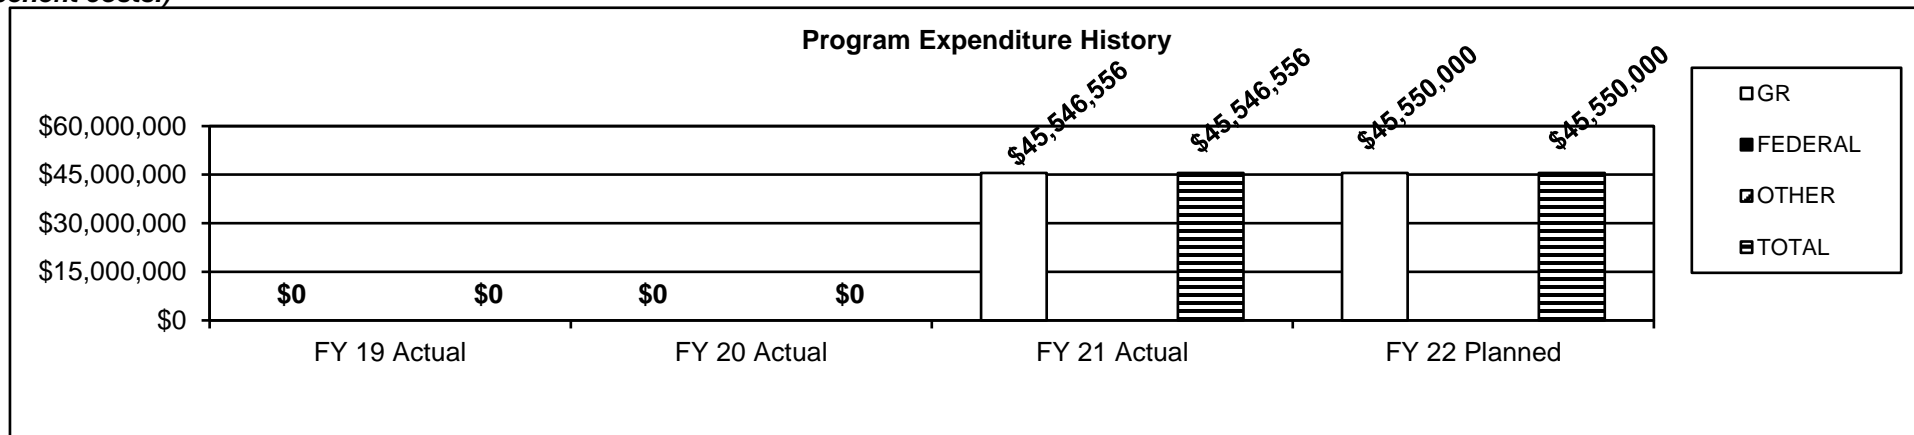 Program Expenditure History
$45,546,556 $45,546,556 $45,550,000 $45,550,000
$60,000,000
$45,000,000
$30,000,000
$15,000,000
$0
$0 $0 $0 $0
FY 19 Actual FY 20 Actual FY 21 Actual FY 22 Planned
GR
FEDERAL
OTHER
TOTAL